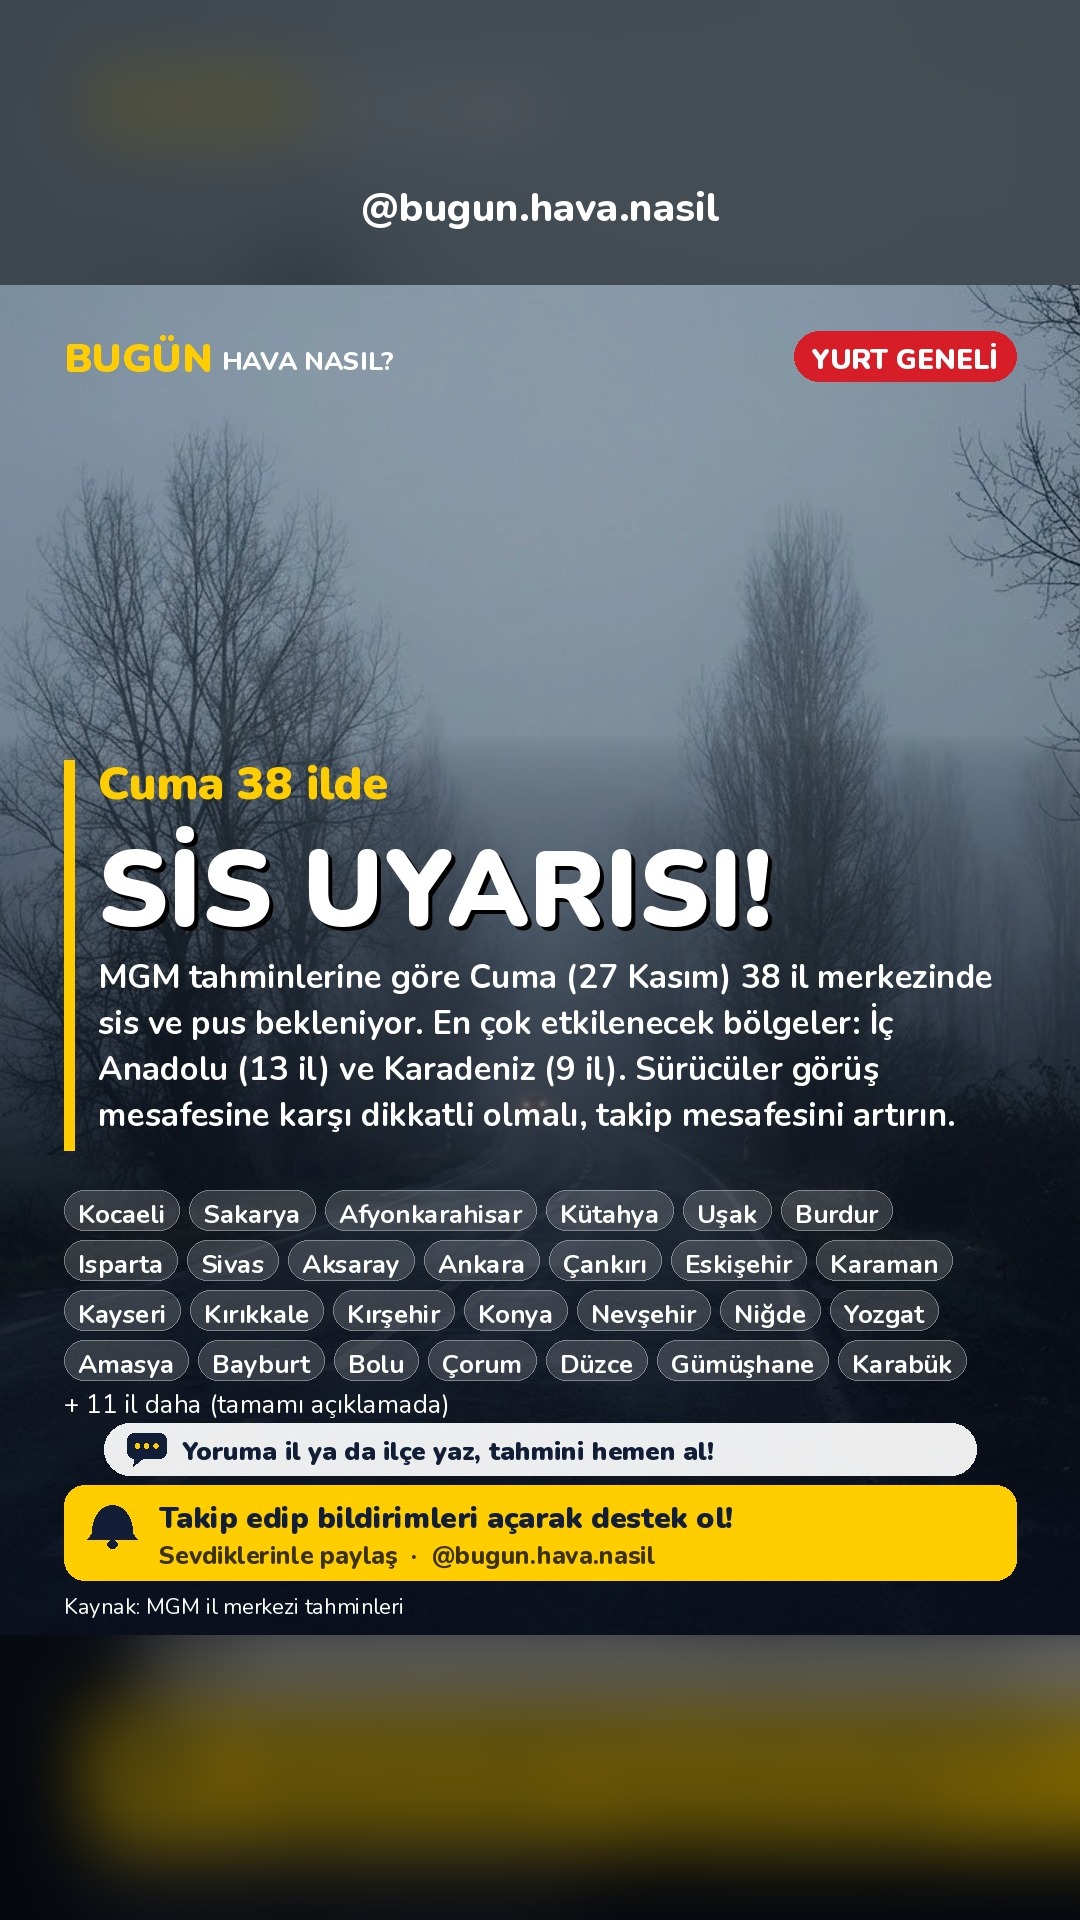 @bugun.hava.nasil
BUGÜN HAVA NASIL?
YURT GENELİ
Cuma 38 ilde
SİS UYARISI!
MGM tahminlerine göre Cuma (27 Kasım) 38 il merkezinde
sis ve pus bekleniyor. En çok etkilenecek bölgeler: İç
Anadolu (13 il) ve Karadeniz (9 il). Sürücüler görüş
mesafesine karşı dikkatli olmalı, takip mesafesini artırın.
Kocaeli Sakarya Afyonkarahisar Kütahya Uşak Burdur
Isparta Sivas Aksaray Ankara Çankırı Eskişehir Karaman
Kayseri Kırıkkale Kırşehir Konya Nevşehir Niğde Yozgat
Amasya Bayburt Bolu Çorum Düzce Gümüşhane Karabük
+ 11 il daha (tamamı açıklamada)
Yoruma il ya da ilçe yaz, tahmini hemen al!
Takip edip bildirimleri açarak destek ol!
Sevdiklerinle paylaş · @bugun.hava.nasil
Kaynak: MGM il merkezi tahminleri